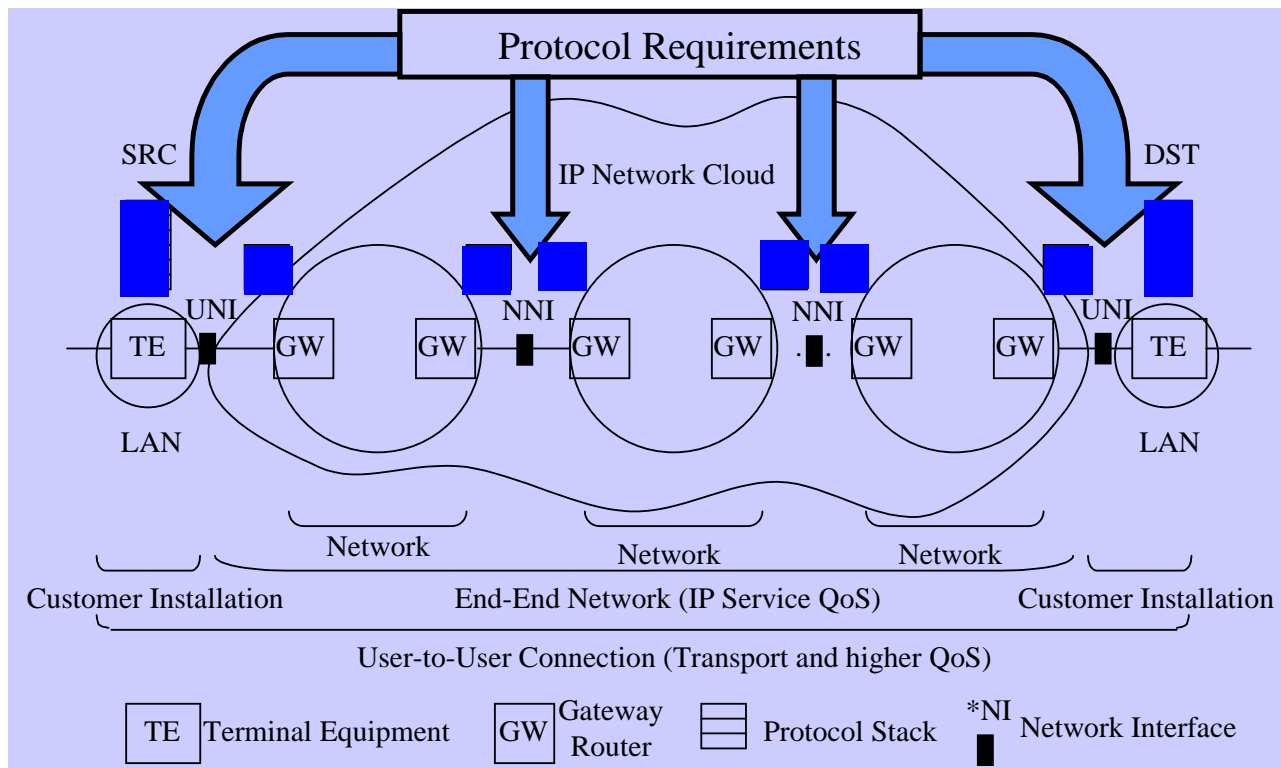 Protocol Requirements
SRC
DST
IP Network Cloud
UNI
NNI
NNI
UNI
TE
GW
GW
GW
GW
. .
GW
GW
TE
LAN
LAN
Network
Network
Network
Customer Installation
End-End Network (IP Service QoS)
Customer Installation
User-to-User Connection (Transport and higher QoS)
TE
Terminal Equipment
GW
Gateway
Router
Protocol Stack
*NI
Network Interface